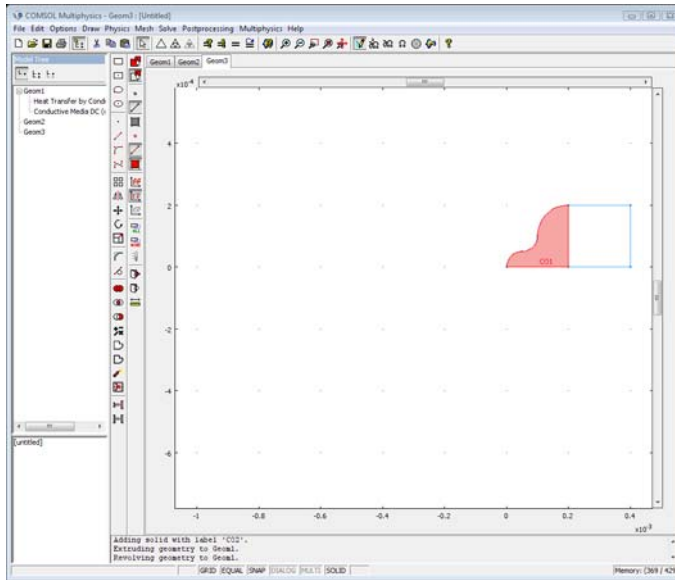 COMSOL Multiphysics - Geom3 : [Untitled]
File Edit Options Draw Physics Mesh Solve Postprocessing Multiphysics Help
Model Tree
Geom1 Geom2 Geom3
Geom1
Heat Transfer by Condu
Conductive Media DC (
Geom2
Geom3
x10⁻⁴
4
2
0
-2
-4
-6
CO1
-1 -0.8 -0.6 -0.4 -0.2 0 0.2 0.4
x10⁻³
[untitled]
Adding solid with label 'CO2'.
Extruding geometry to Geom1.
Revolving geometry to Geom1.
GRID EQUAL SNAP DIALOG MULTI SOLID
Memory: (369 / 429